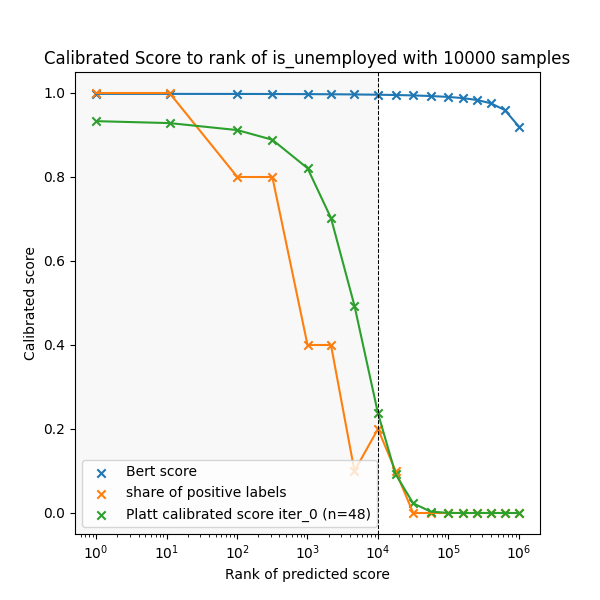 Calibrated Score to rank of is_unemployed with 10000 samples
Calibrated score
1.0
0.8
0.6
0.4
0.2
0.0
Bert score
share of positive labels
Platt calibrated score iter_0 (n=48)
10⁰ 10¹ 10² 10³ 10⁴ 10⁵ 10⁶
Rank of predicted score